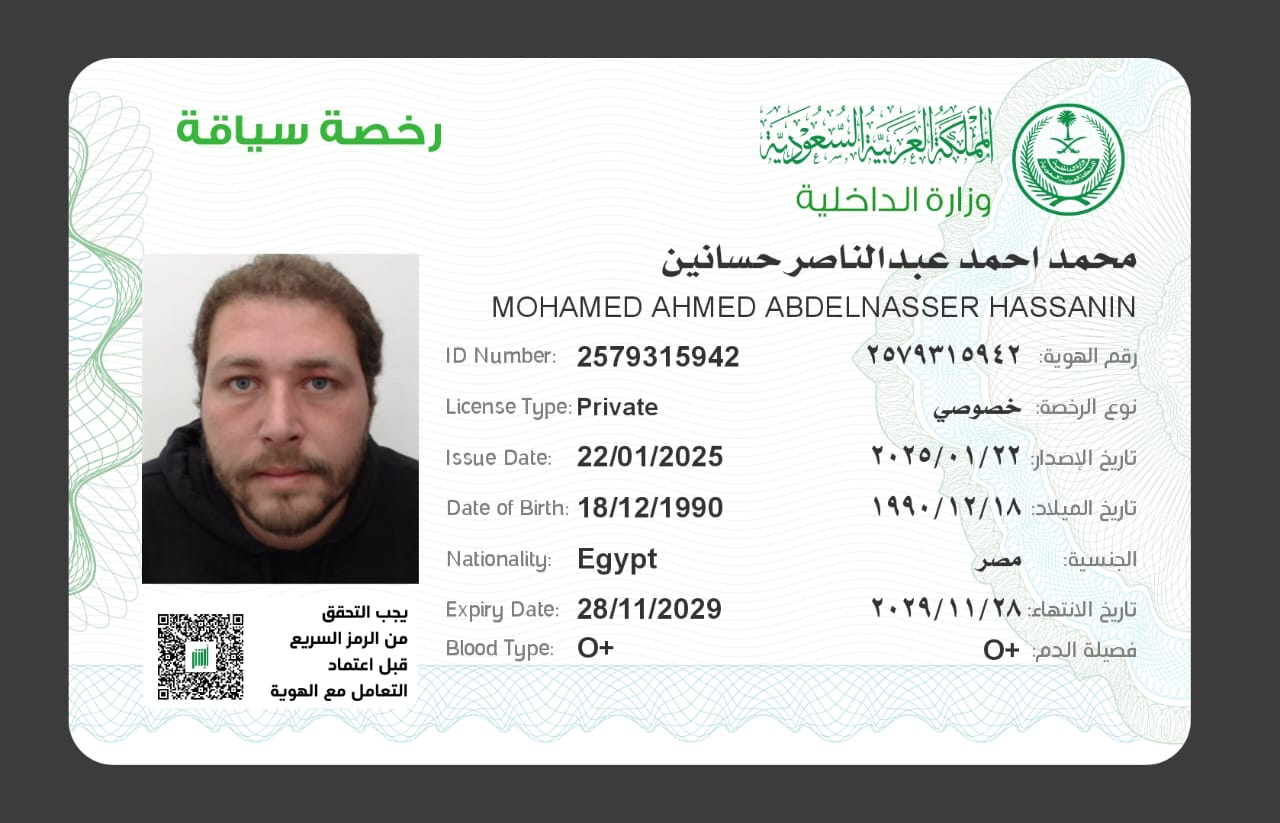 رخصة سياقة
المملكة العربية السعودية
وزارة الداخلية
محمد احمد عبدالناصر حسانين
MOHAMED AHMED ABDELNASSER HASSANIN
ID Number: 2579315942 رقم الهوية: ٢٥٧٩٣١٥٩٤٢
License Type: Private نوع الرخصة: خصوصي
Issue Date: 22/01/2025 تاريخ الإصدار: ٢٠٢٥/٠١/٢٢
Date of Birth: 18/12/1990 تاريخ الميلاد: ١٩٩٠/١٢/١٨
Nationality: Egypt الجنسية: مصر
Expiry Date: 28/11/2029 تاريخ الانتهاء: ٢٠٢٩/١١/٢٨
Blood Type: O+ فصيلة الدم: O+
يجب التحقق
من الرمز السريع
قبل اعتماد
التعامل مع الهوية